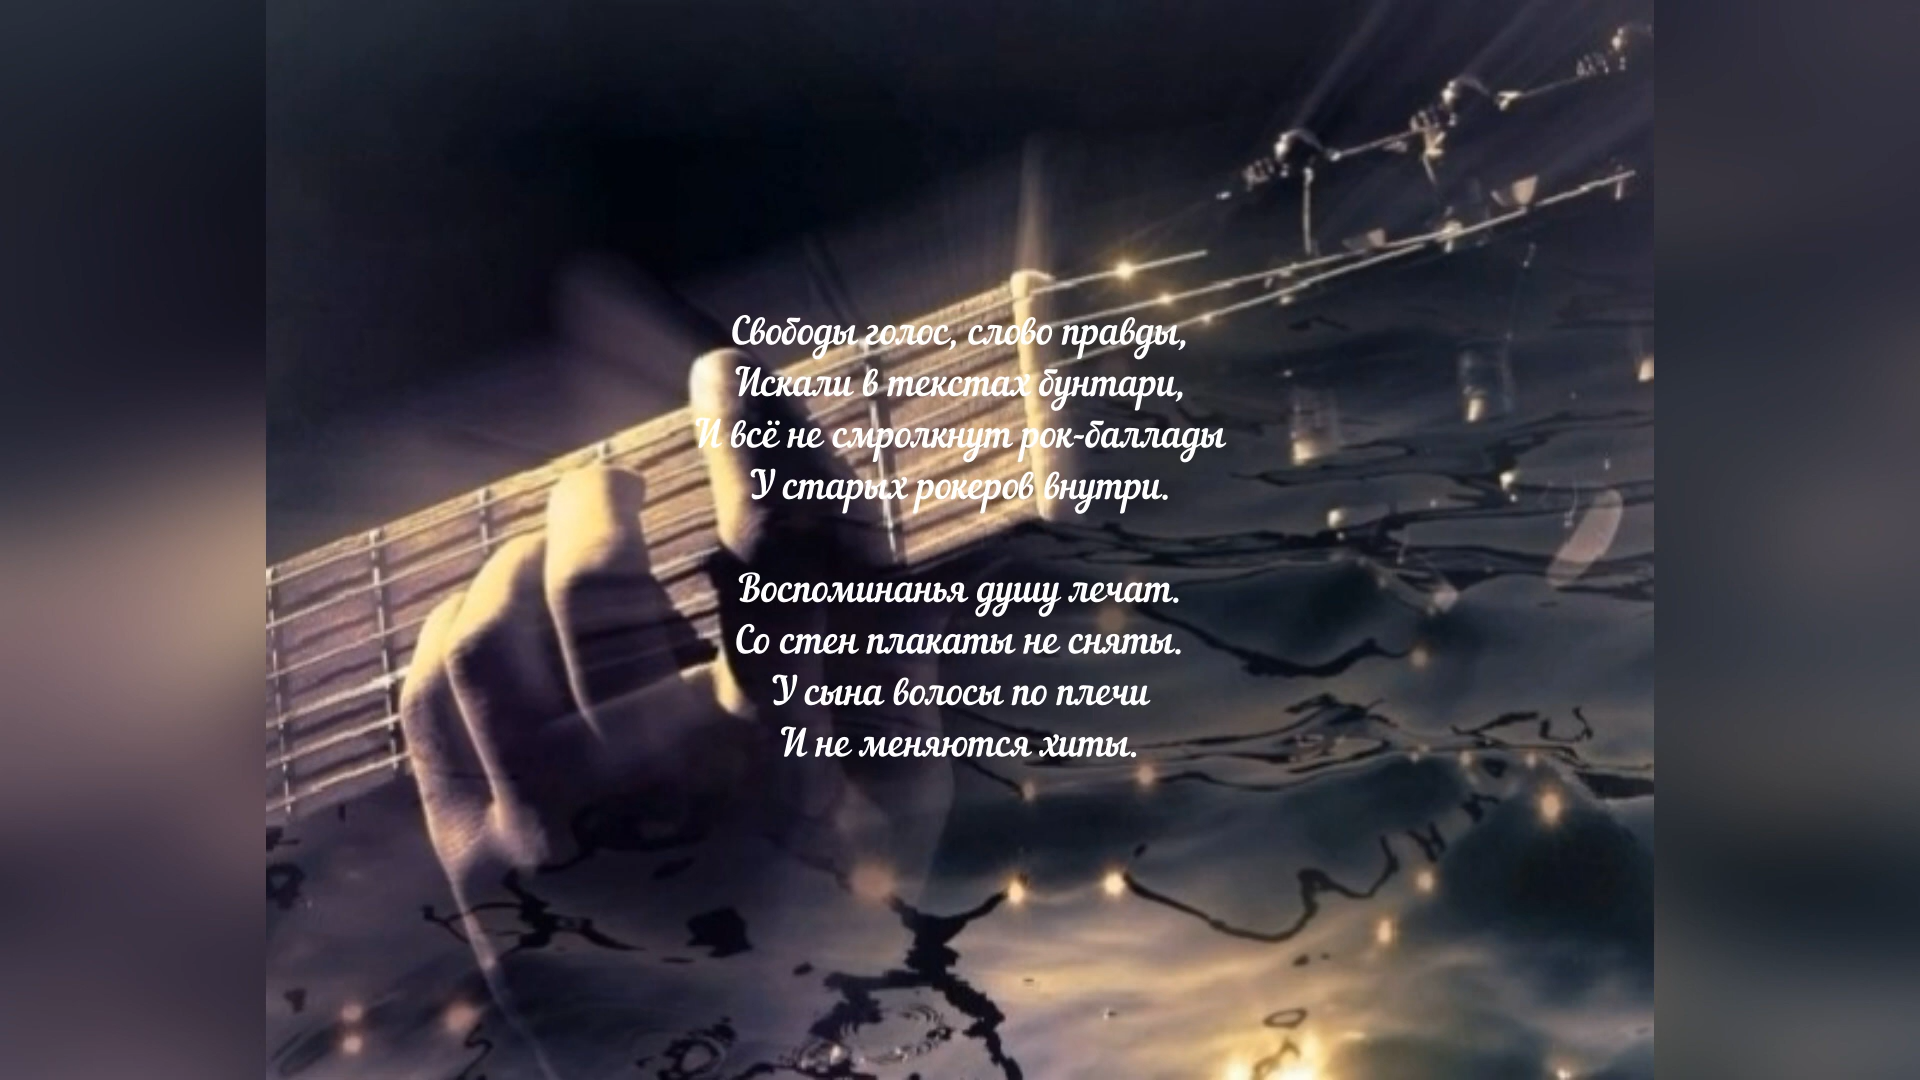 Свободы голос, слово правды,
Искали в текстах бунтари,
И всё не смролкнут рок-баллады
У старых рокеров внутри.
Воспоминанья душу лечат.
Со стен плакаты не сняты.
У сына волосы по плечи
И не меняются хиты.